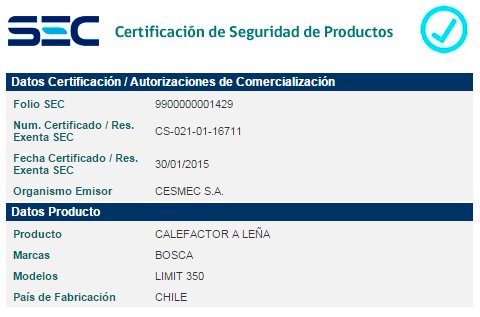 SEC Certificación de Seguridad de Productos
Datos Certificación / Autorizaciones de Comercialización
Folio SEC 9900000001429
Num. Certificado / Res.
Exenta SEC CS-021-01-16711
Fecha Certificado / Res.
Exenta SEC 30/01/2015
Organismo Emisor CESMEC S.A.
Datos Producto
Producto CALEFACTOR A LEÑA
Marcas BOSCA
Modelos LIMIT 350
País de Fabricación CHILE